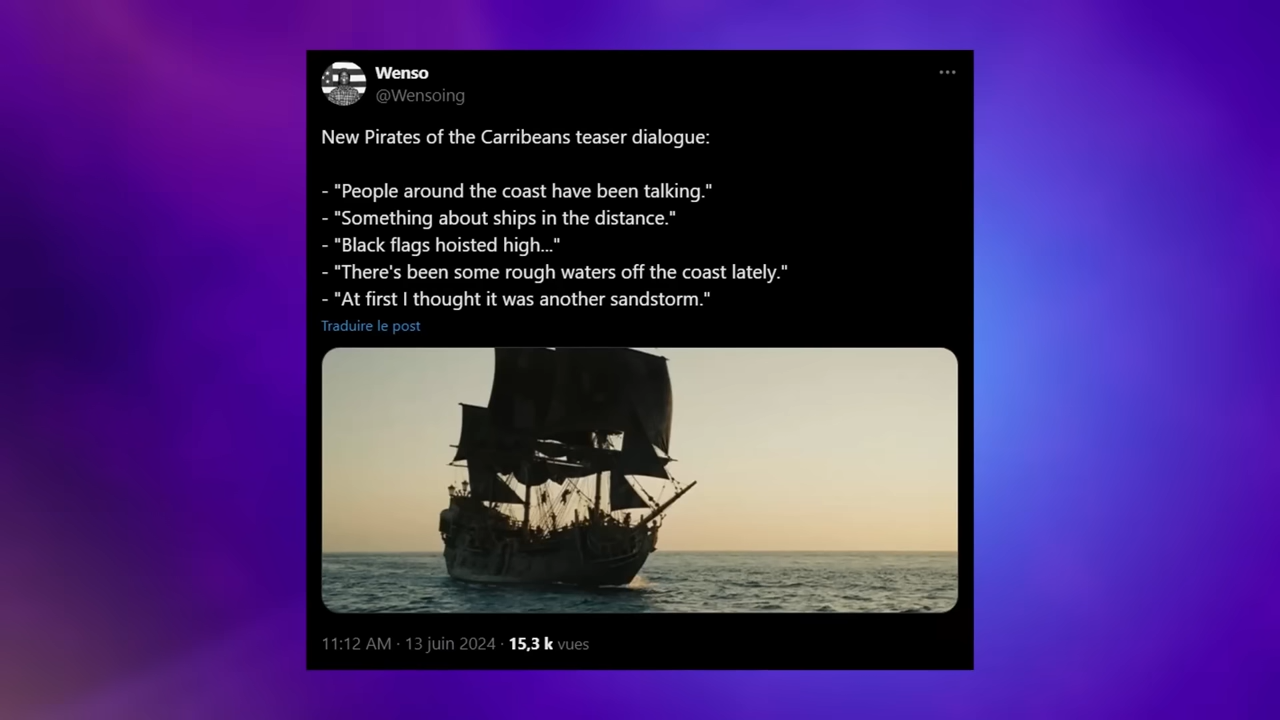 Wenso
@Wensoing
New Pirates of the Carribeans teaser dialogue:
- "People around the coast have been talking."
- "Something about ships in the distance."
- "Black flags hoisted high..."
- "There's been some rough waters off the coast lately."
- "At first I thought it was another sandstorm."
Traduire le post
11:12 AM · 13 juin 2024 · 15,3 k vues